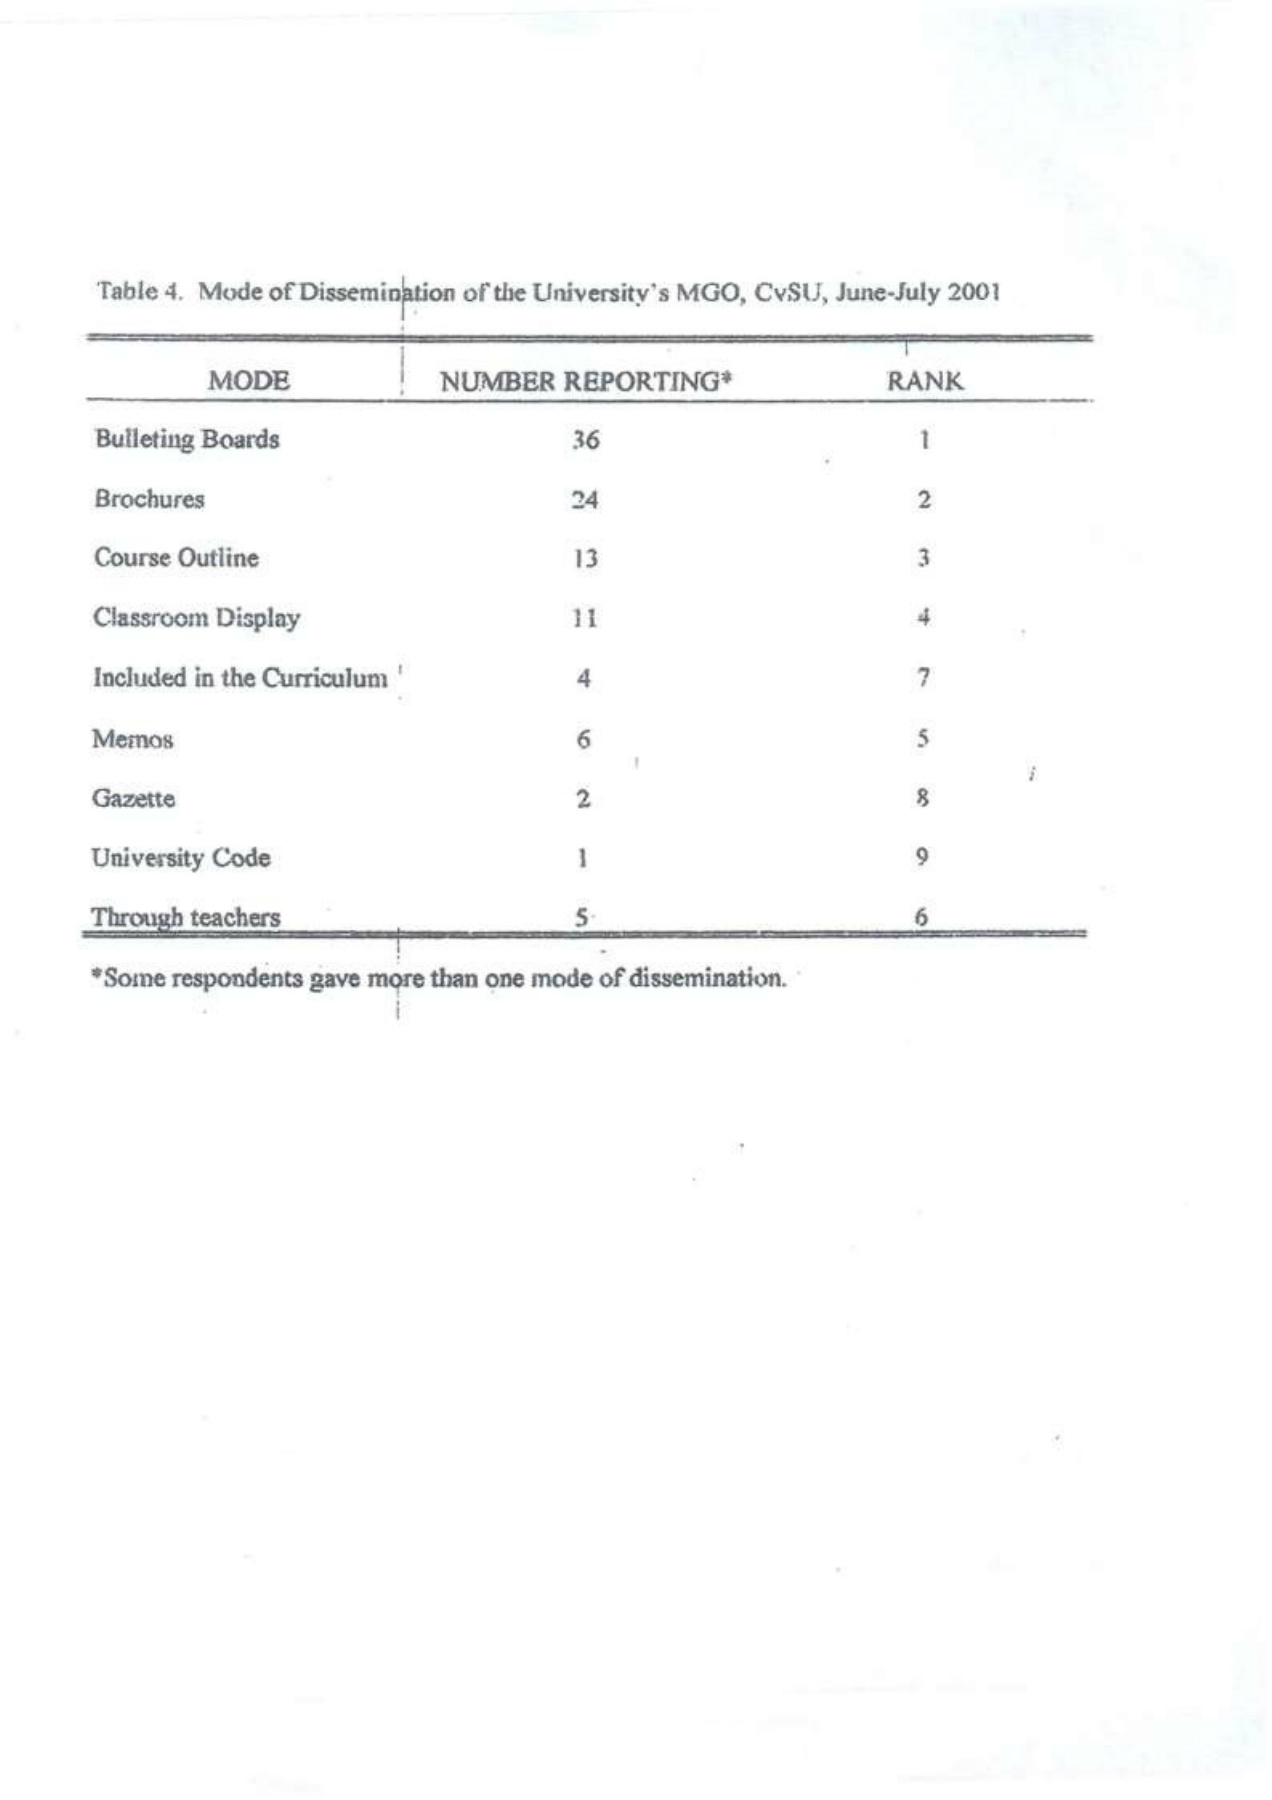 Table 4. Mode of Dissemination of the University's MGO, CvSU, June-July 2001
MODE NUMBER REPORTING* RANK
Bulleting Boards 36 1
Brochures 24 2
Course Outline 13 3
Classroom Display 11 4
Included in the Curriculum 4 7
Memos 6 5
Gazette 2 8
University Code 1 9
Through teachers 5 6
*Some respondents gave more than one mode of dissemination.